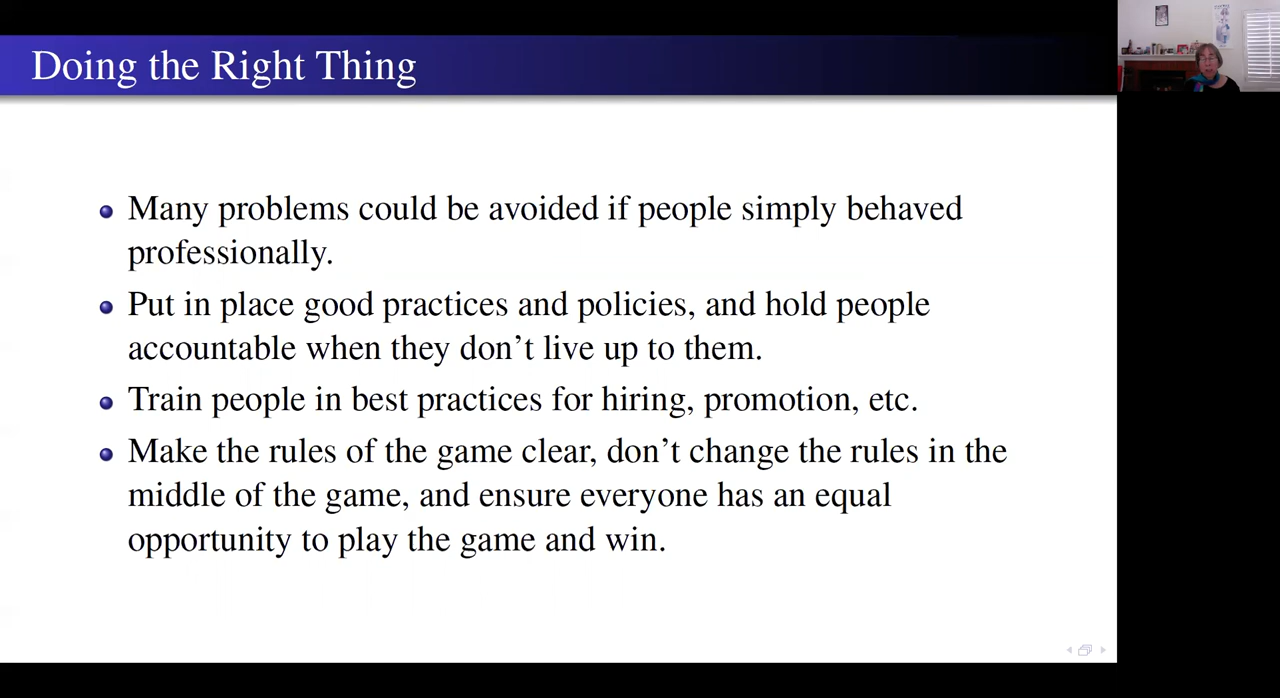 Doing the Right Thing
Many problems could be avoided if people simply behaved
professionally.
Put in place good practices and policies, and hold people
accountable when they don’t live up to them.
Train people in best practices for hiring, promotion, etc.
Make the rules of the game clear, don’t change the rules in the
middle of the game, and ensure everyone has an equal
opportunity to play the game and win.